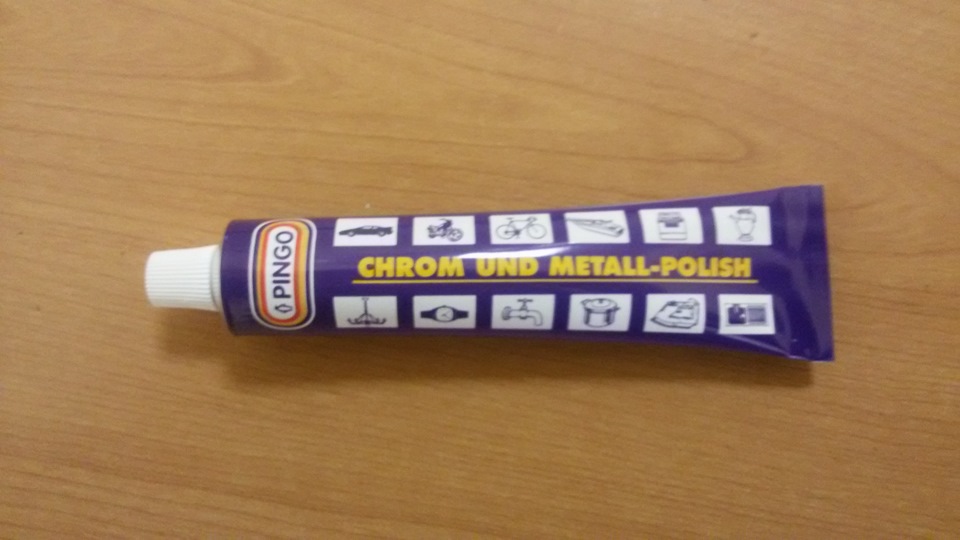 PINGO
CHROM UND METALL-POLISH